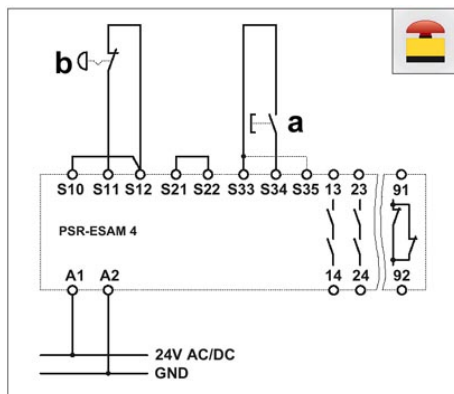 b
a
S10 S11 S12 S21 S22 S33 S34 S35 13 23 91
PSR-ESAM 4
A1 A2 14 24 92
24V AC/DC
GND